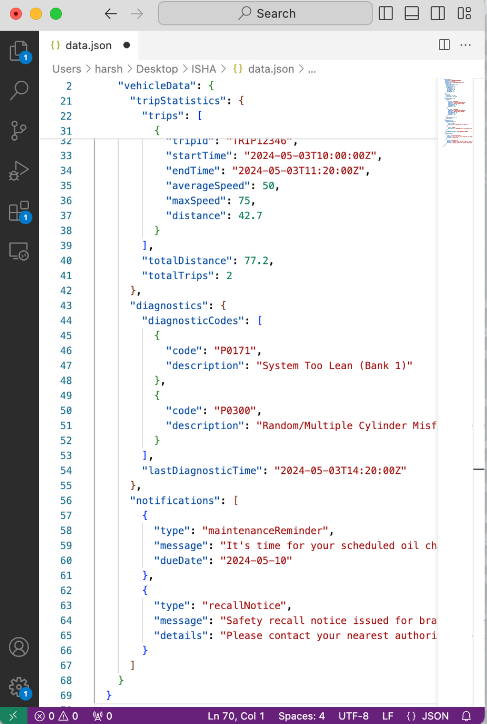 Search
{} data.json
Users > harsh > Desktop > ISHA > {} data.json > ...
2 "vehicleData": {
21 "tripStatistics": {
22 "trips": [
31 {
32 "tripId": "TRIP12346",
33 "startTime": "2024-05-03T10:00:00Z",
34 "endTime": "2024-05-03T11:20:00Z",
35 "averageSpeed": 50,
36 "maxSpeed": 75,
37 "distance": 42.7
38 }
39 ],
40 "totalDistance": 77.2,
41 "totalTrips": 2
42 },
43 "diagnostics": {
44 "diagnosticCodes": [
45 {
46 "code": "P0171",
47 "description": "System Too Lean (Bank 1)"
48 },
49 {
50 "code": "P0300",
51 "description": "Random/Multiple Cylinder Misf
52 }
53 ],
54 "lastDiagnosticTime": "2024-05-03T14:20:00Z"
55 },
56 "notifications": [
57 {
58 "type": "maintenanceReminder",
59 "message": "It's time for your scheduled oil ch
60 "dueDate": "2024-05-10"
61 },
62 {
63 "type": "recallNotice",
64 "message": "Safety recall notice issued for bra
65 "details": "Please contact your nearest authori
66 }
67 ]
68 }
69 }
1
1
1
0 0 0 Ln 70, Col 1 Spaces: 4 UTF-8 LF {} JSON